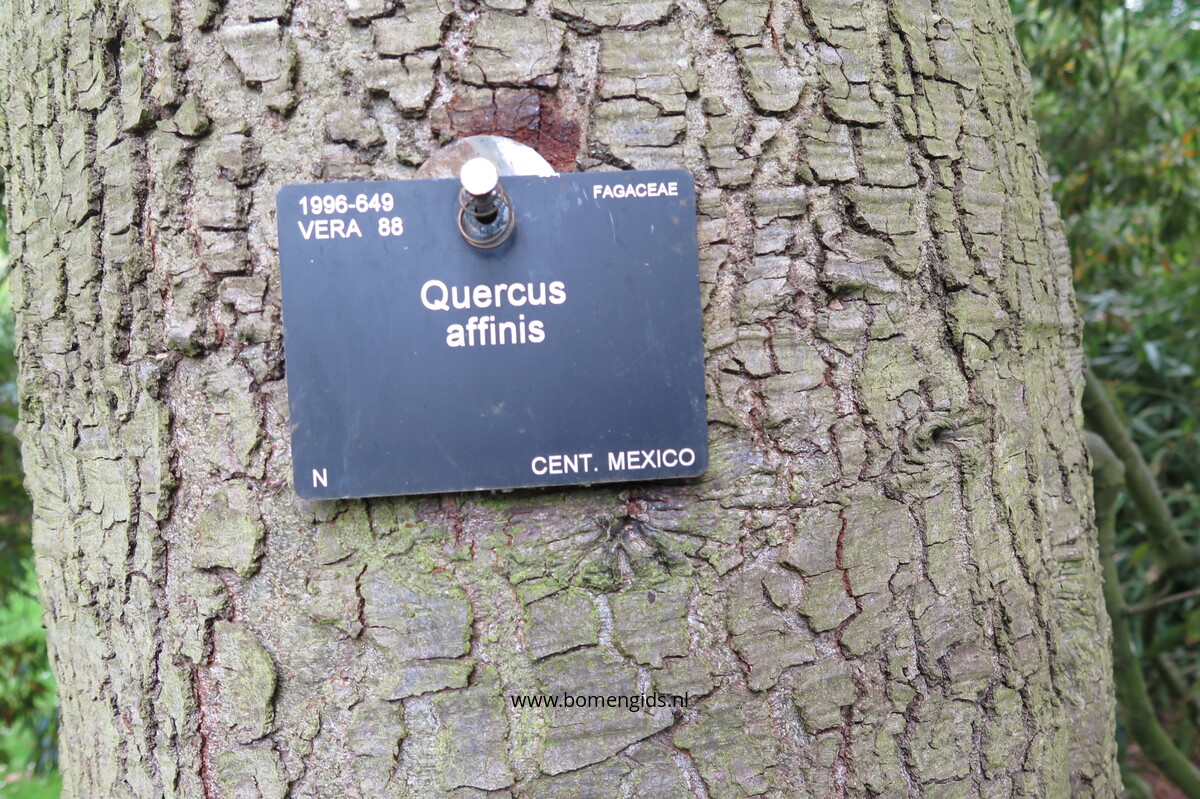 1996-649
VERA 88
FAGACEAE
Quercus
affinis
N
CENT. MEXICO
www.bomengids.nl